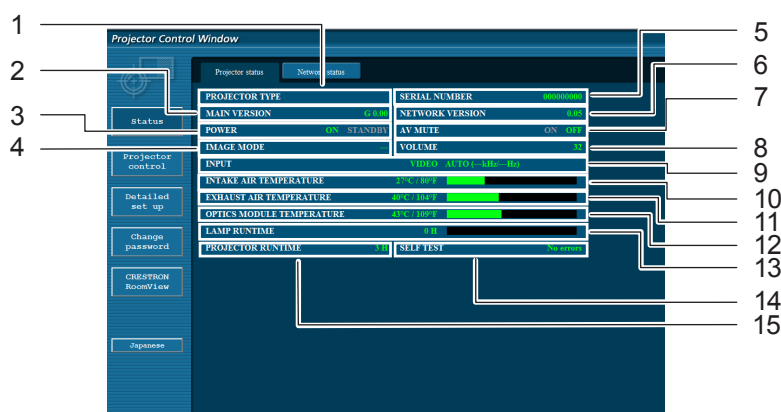 Projector Control Window
Projector status
Network status
1
2
3
4
5
6
7
8
9
10
11
12
13
14
15
Status
Projector
control
Detailed
set up
Change
password
CRESTRON
RoomView
Japanese
PROJECTOR TYPE
SERIAL NUMBER 000000000
MAIN VERSION G 0.00
NETWORK VERSION 0.05
POWER ON STANDBY
AV MUTE ON OFF
IMAGE MODE ---
VOLUME 32
INPUT VIDEO AUTO (---kHz/---Hz)
INTAKE AIR TEMPERATURE 27°C / 80°F
EXHAUST AIR TEMPERATURE 40°C / 104°F
OPTICS MODULE TEMPERATURE 43°C / 109°F
LAMP RUNTIME 0 H
PROJECTOR RUNTIME 3 H
SELF TEST No errors